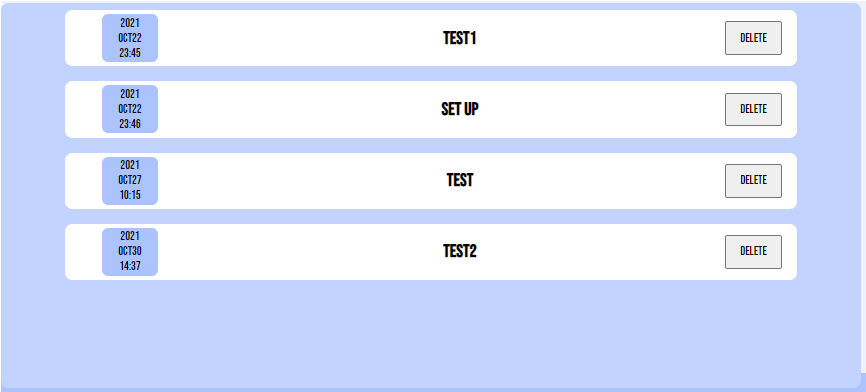 2021
OCT22
23:45
TEST1
DELETE
2021
OCT22
23:46
SET UP
DELETE
2021
OCT27
10:15
TEST
DELETE
2021
OCT30
14:37
TEST2
DELETE